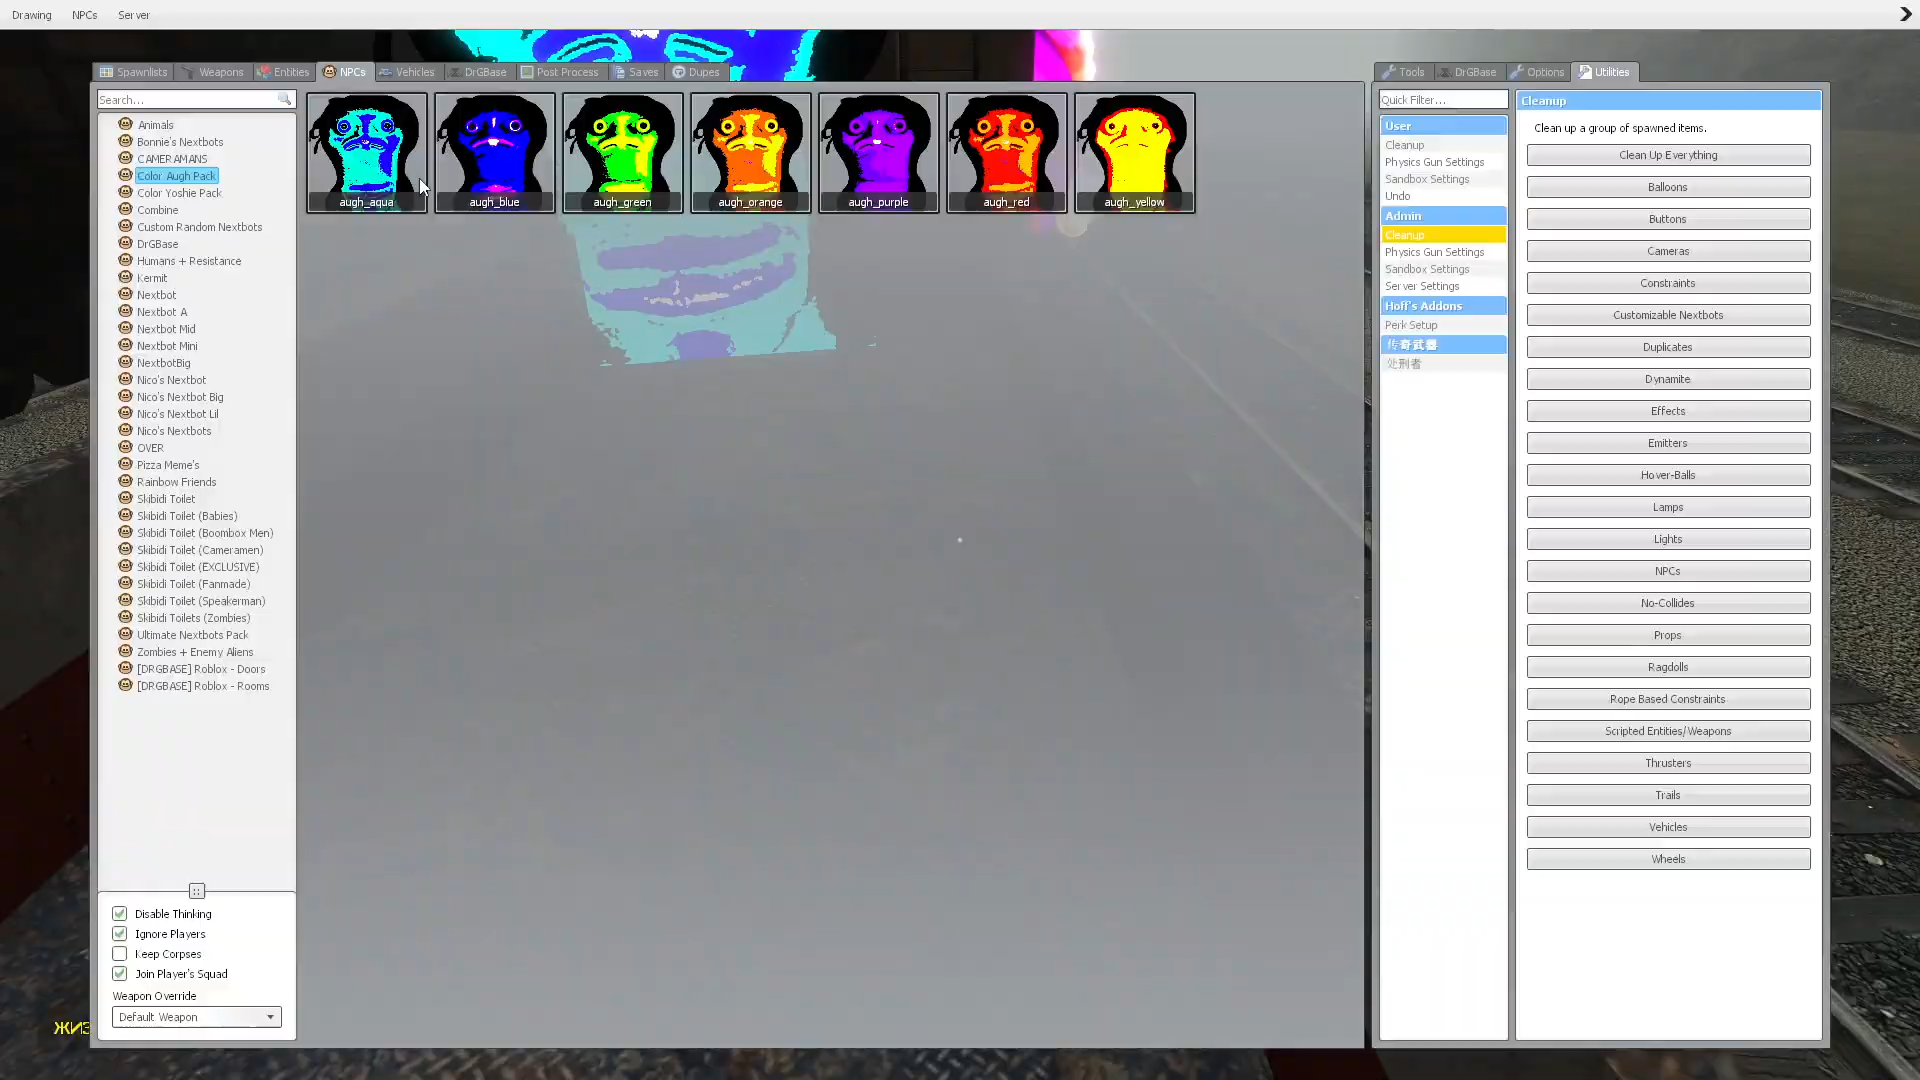 Drawing NPCs Server
Spawnlists Weapons Entities NPCs Vehicles DrGBase Post Process Saves Dupes
Search...
Animals
Bonnie's Nextbots
CAMERAMANS
Color Augh Pack
Color Yoshie Pack
Combine
Custom Random Nextbots
DrGBase
Humans + Resistance
Kermit
Nextbot
Nextbot A
Nextbot Mid
Nextbot Mini
NextbotBig
Nico's Nextbot
Nico's Nextbot Big
Nico's Nextbot Lil
Nico's Nextbots
OVER
Pizza Meme's
Rainbow Friends
Skibidi Toilet
Skibidi Toilet (Babies)
Skibidi Toilet (Boombox Men)
Skibidi Toilet (Cameramen)
Skibidi Toilet (EXCLUSIVE)
Skibidi Toilet (Fanmade)
Skibidi Toilet (Speakerman)
Skibidi Toilets (Zombies)
Ultimate Nextbots Pack
Zombies + Enemy Aliens
[DRGBASE] Roblox - Doors
[DRGBASE] Roblox - Rooms
Disable Thinking
Ignore Players
Keep Corpses
Join Player's Squad
Weapon Override
Default Weapon
ЖИЗ
augh_aqua augh_blue augh_green augh_orange augh_purple augh_red augh_yellow
Tools DrGBase Options Utilities
Quick Filter...
User
Cleanup
Physics Gun Settings
Sandbox Settings
Undo
Admin
Cleanup
Physics Gun Settings
Sandbox Settings
Server Settings
Hoff's Addons
Perk Setup
传奇武器
处刑者
Cleanup
Clean up a group of spawned items.
Clean Up Everything
Balloons
Buttons
Cameras
Constraints
Customizable Nextbots
Duplicates
Dynamite
Effects
Emitters
Hover-Balls
Lamps
Lights
NPCs
No-Collides
Props
Ragdolls
Rope Based Constraints
Scripted Entities/Weapons
Thrusters
Trails
Vehicles
Wheels